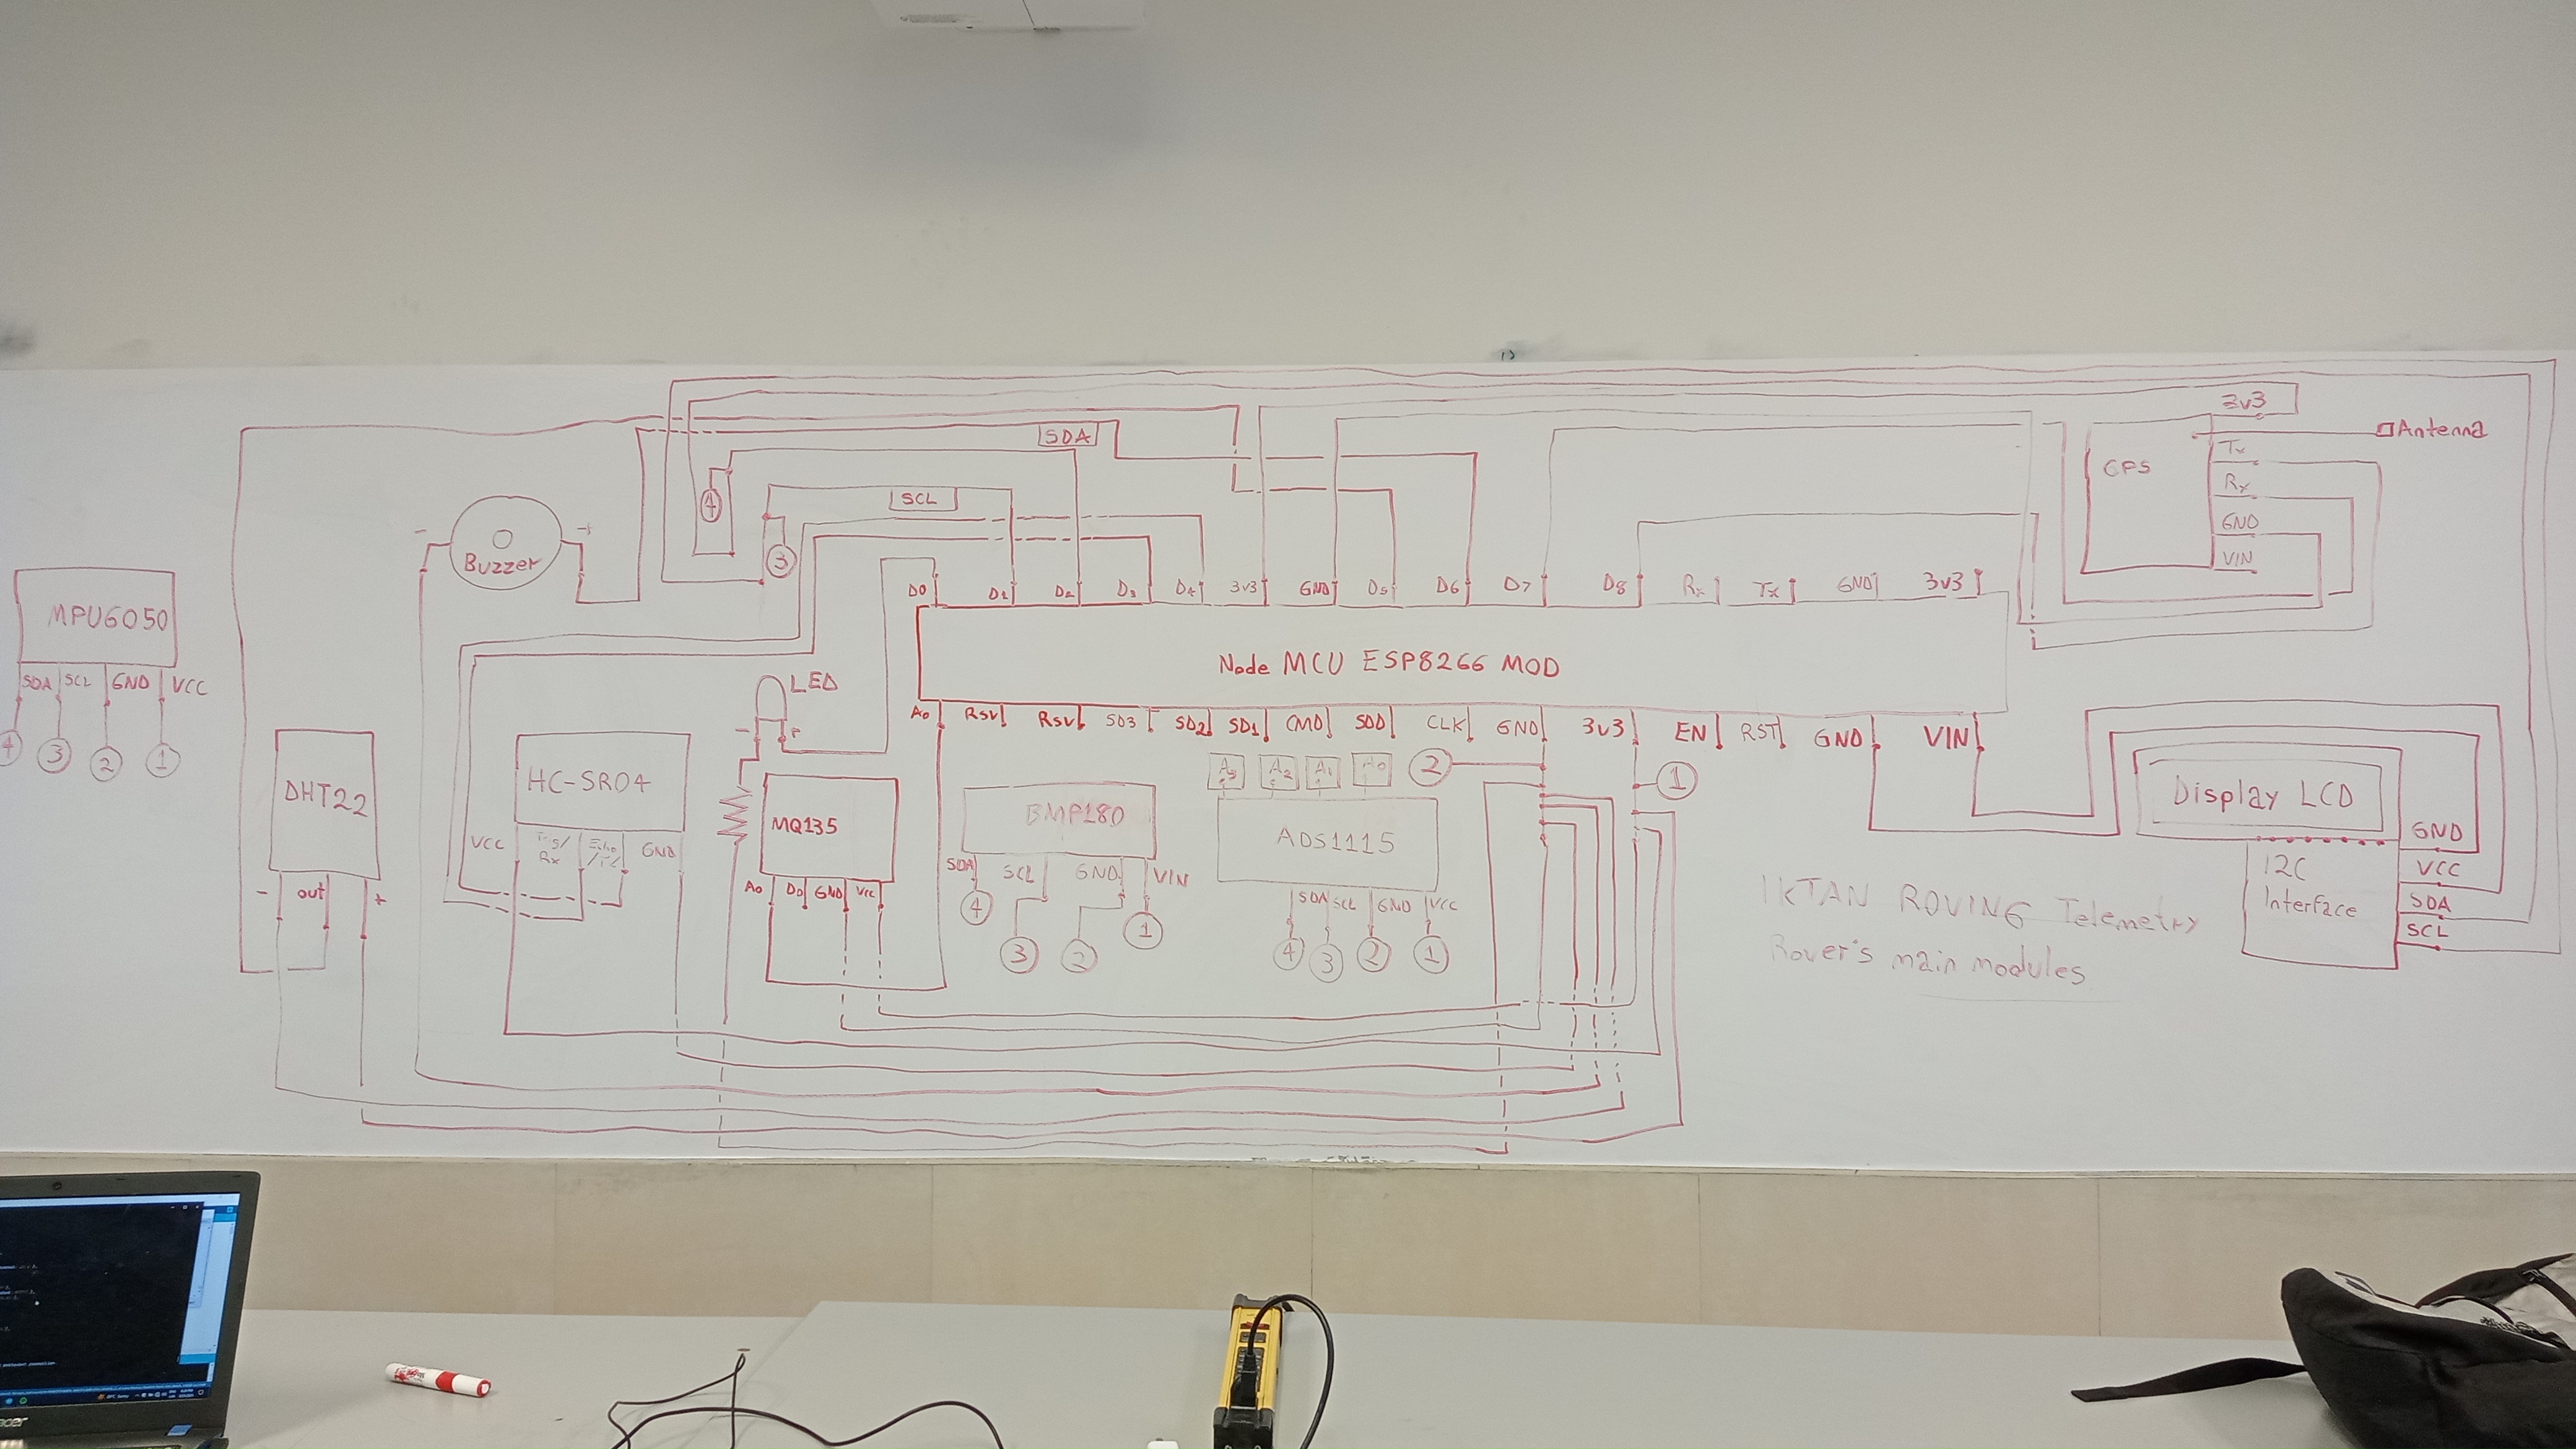 3v3
Antenna
SDA
Tx
GPS
Rx
4
SCL
GND
VIN
- +
Buzzer
3
D0 D1 D2 D3 D4 3v3 GND D5 D6 D7 D8 Rx Tx GND 3v3
MPU6050
SDA SCL GND VCC
4 3 2 1
Node MCU ESP8266 MOD
LED
- +
A0 RSV RSV SD3 SD2 SD1 CMD SDD CLK GND 3v3 EN RST GND VIN
DHT22
- out +
HC-SR04
VCC Trig/Rx Echo/Tx GND
MQ135
A0 D0 GND Vcc
BMP180
SDA SCL GND VIN
4 3 2 1
A3 A2 A1 A0
2
1
ADS1115
SDA SCL GND VCC
4 3 2 1
Display LCD
GND
I2C
Interface
VCC
SDA
SCL
IKTAN ROVING Telemetry
Rover's main modules
acer